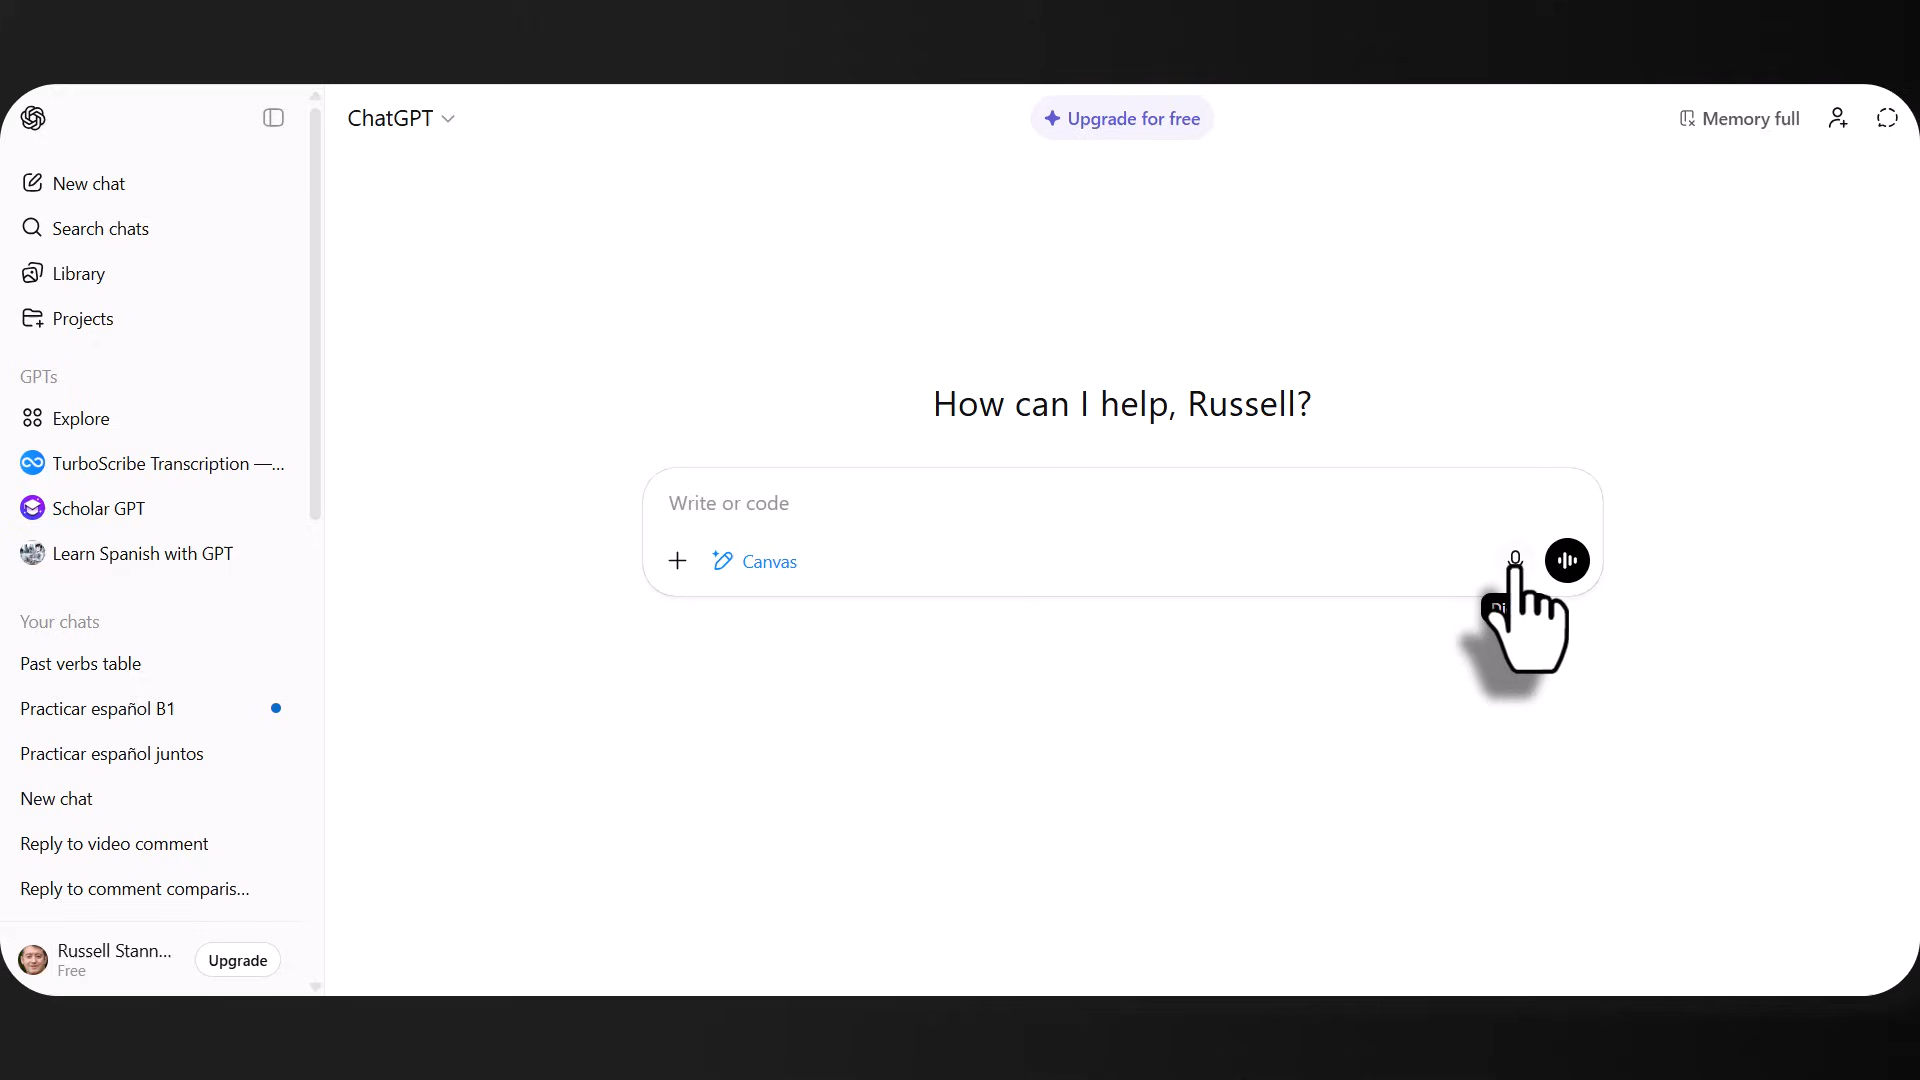 ChatGPT
Upgrade for free
Memory full
New chat
Search chats
Library
Projects
GPTs
Explore
TurboScribe Transcription —...
Scholar GPT
Learn Spanish with GPT
Your chats
Past verbs table
Practicar español B1
Practicar español juntos
New chat
Reply to video comment
Reply to comment comparis...
Russell Stann...
Free
Upgrade
How can I help, Russell?
Write or code
Canvas